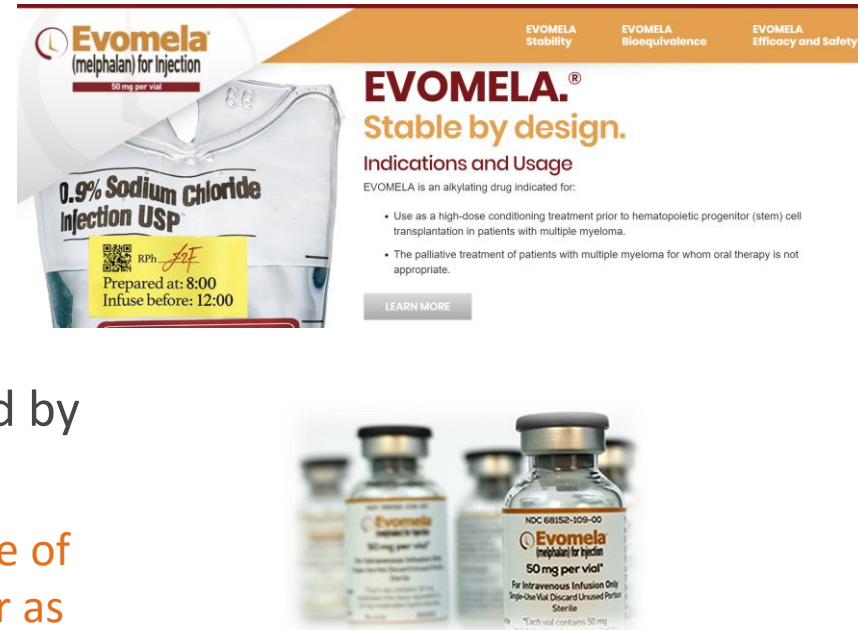 EVOMELA
Stability
EVOMELA
Bioequivalence
EVOMELA
Efficacy and Safety
Evomela®
(melphalan) for Injection
50 mg per vial
EVOMELA.®
Stable by design.
Indications and Usage
EVOMELA is an alkylating drug indicated for:
• Use as a high-dose conditioning treatment prior to hematopoietic progenitor (stem) cell
transplantation in patients with multiple myeloma.
• The palliative treatment of patients with multiple myeloma for whom oral therapy is not
appropriate.
LEARN MORE
0.9% Sodium Chloride
Injection USP
RPh
Prepared at: 8:00
Infuse before: 12:00
d by
e of
r as
Evomela
50 mg per vial*
For Intravenous Infusion Only
Sterile
NDC 68152-109-00
Evomela
(melphalan) for Injection
50 mg per vial*
For Intravenous Infusion Only
Single-Use Vial Discard Unused Portion
Sterile
*Each vial contains 50 mg